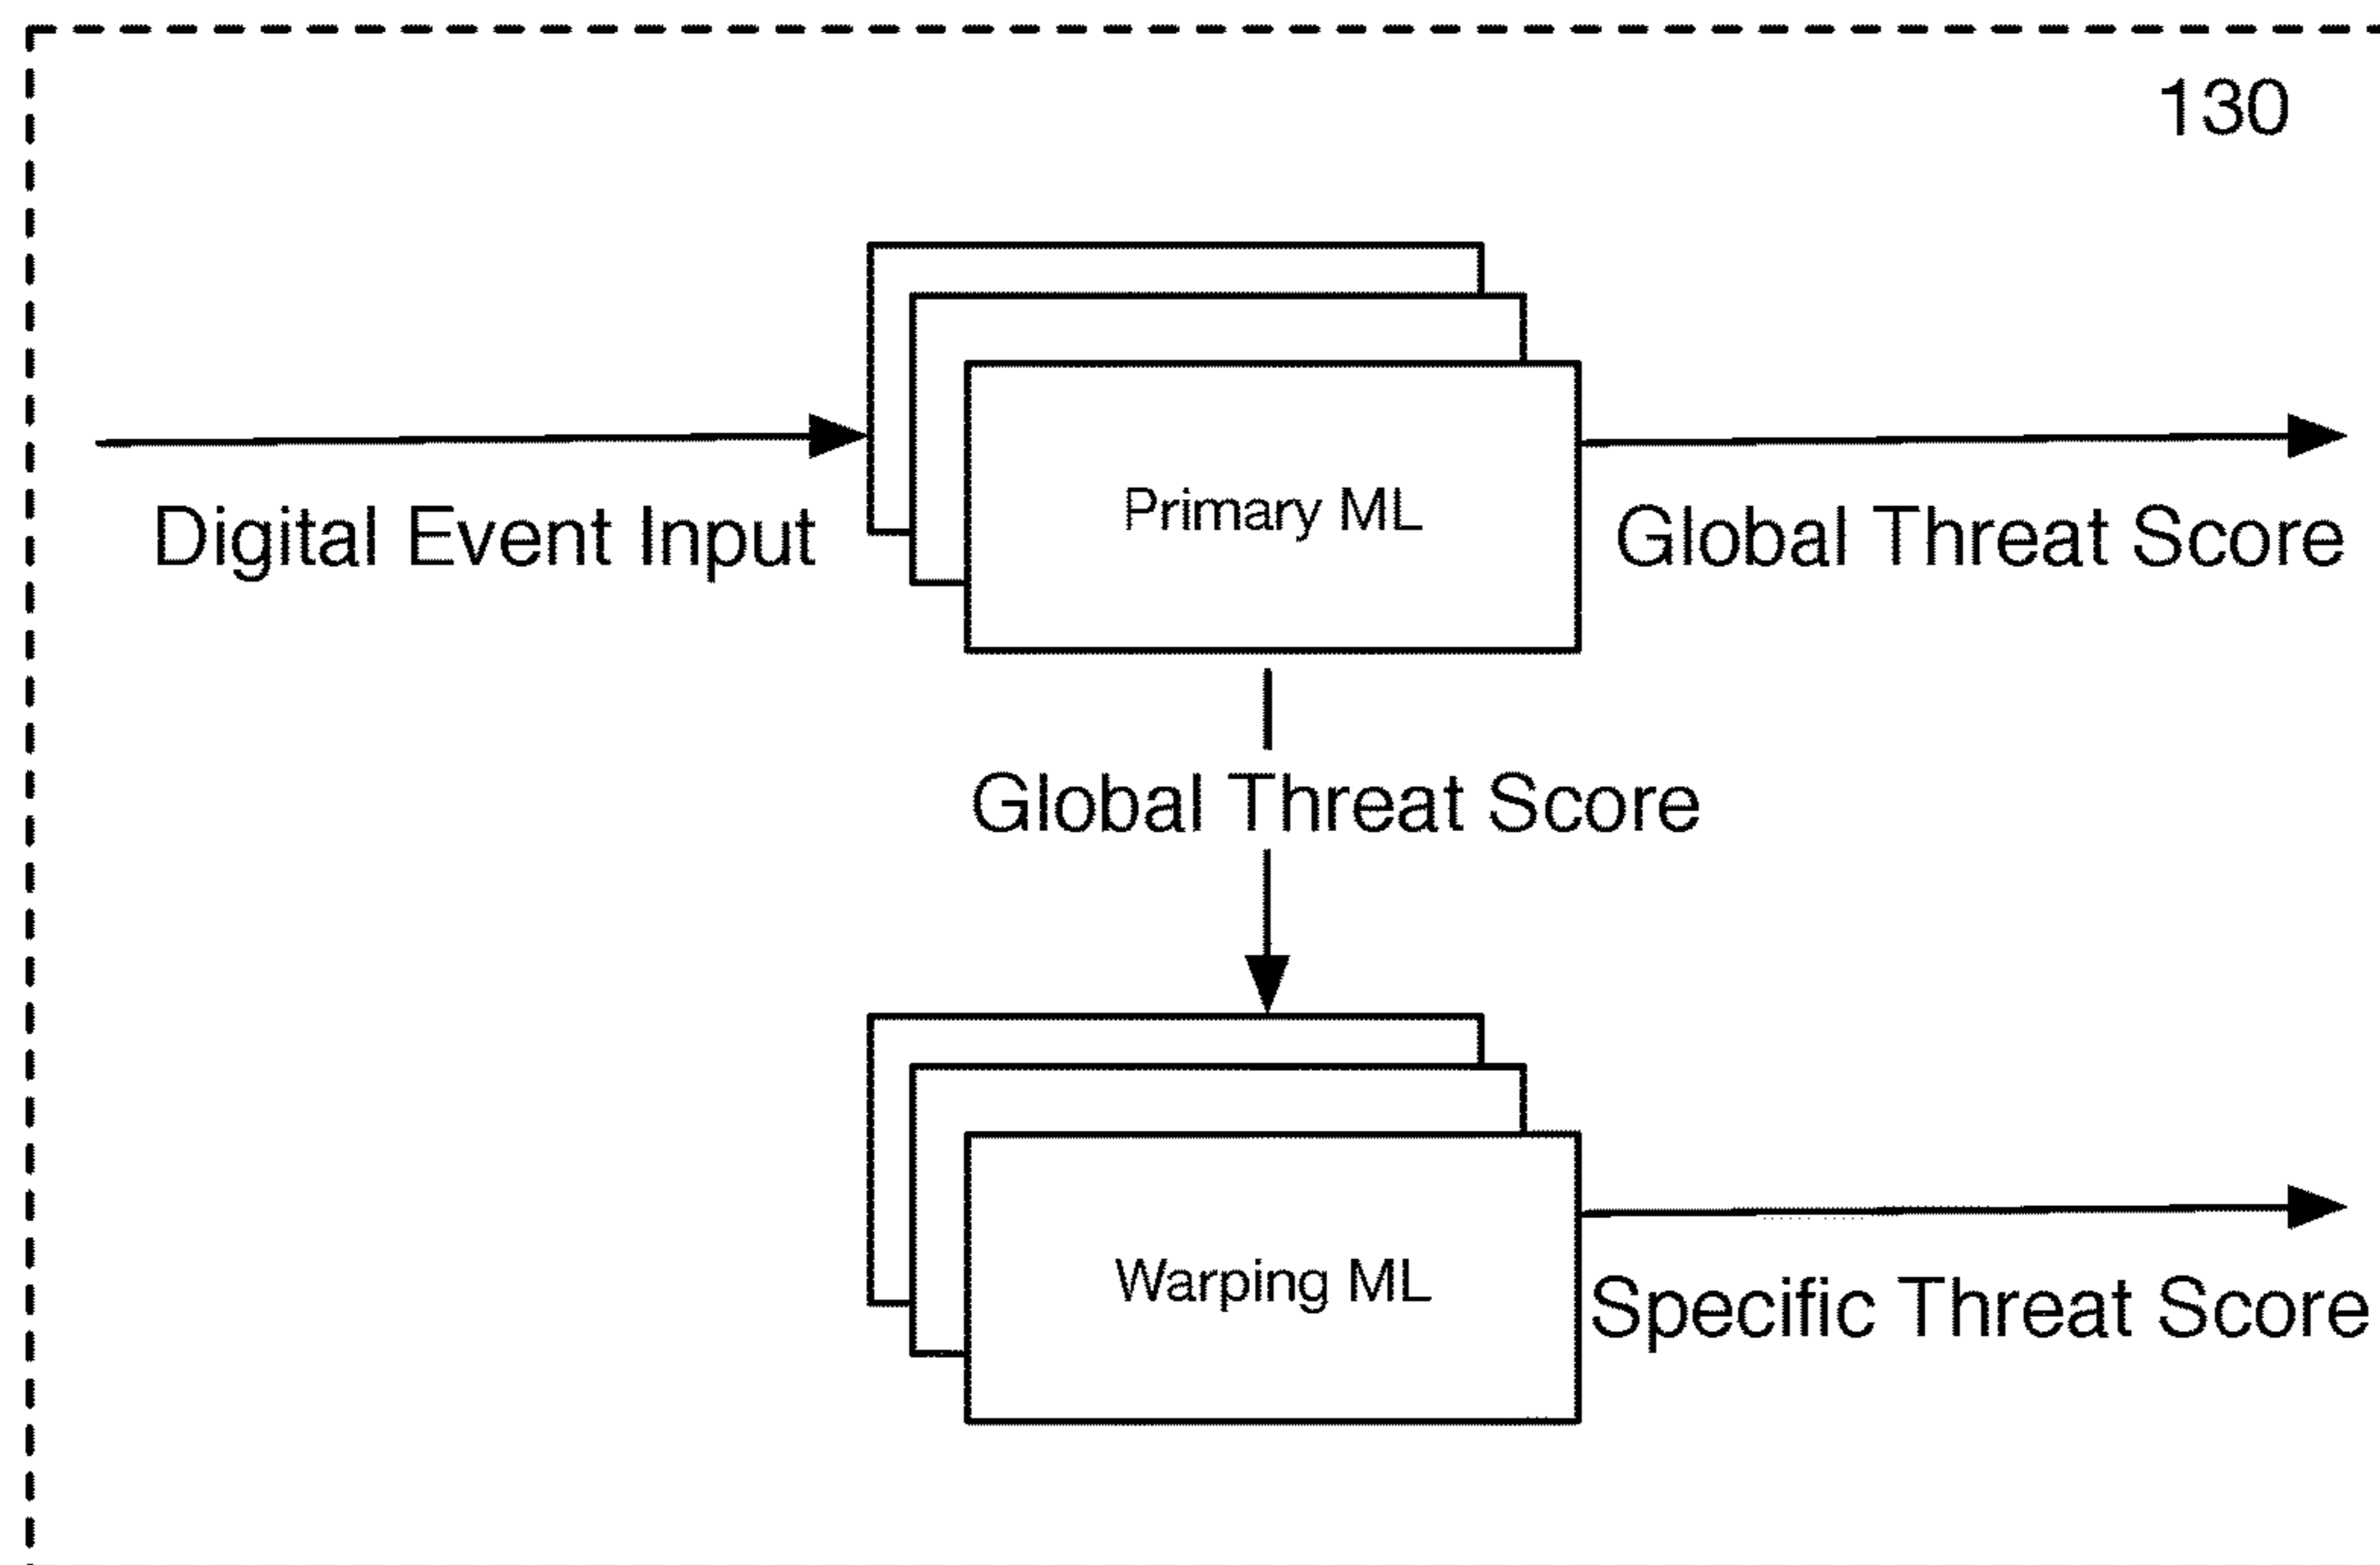 130
Primary ML
Digital Event Input
Global Threat Score
Global Threat Score
Warping ML
Specific Threat Score